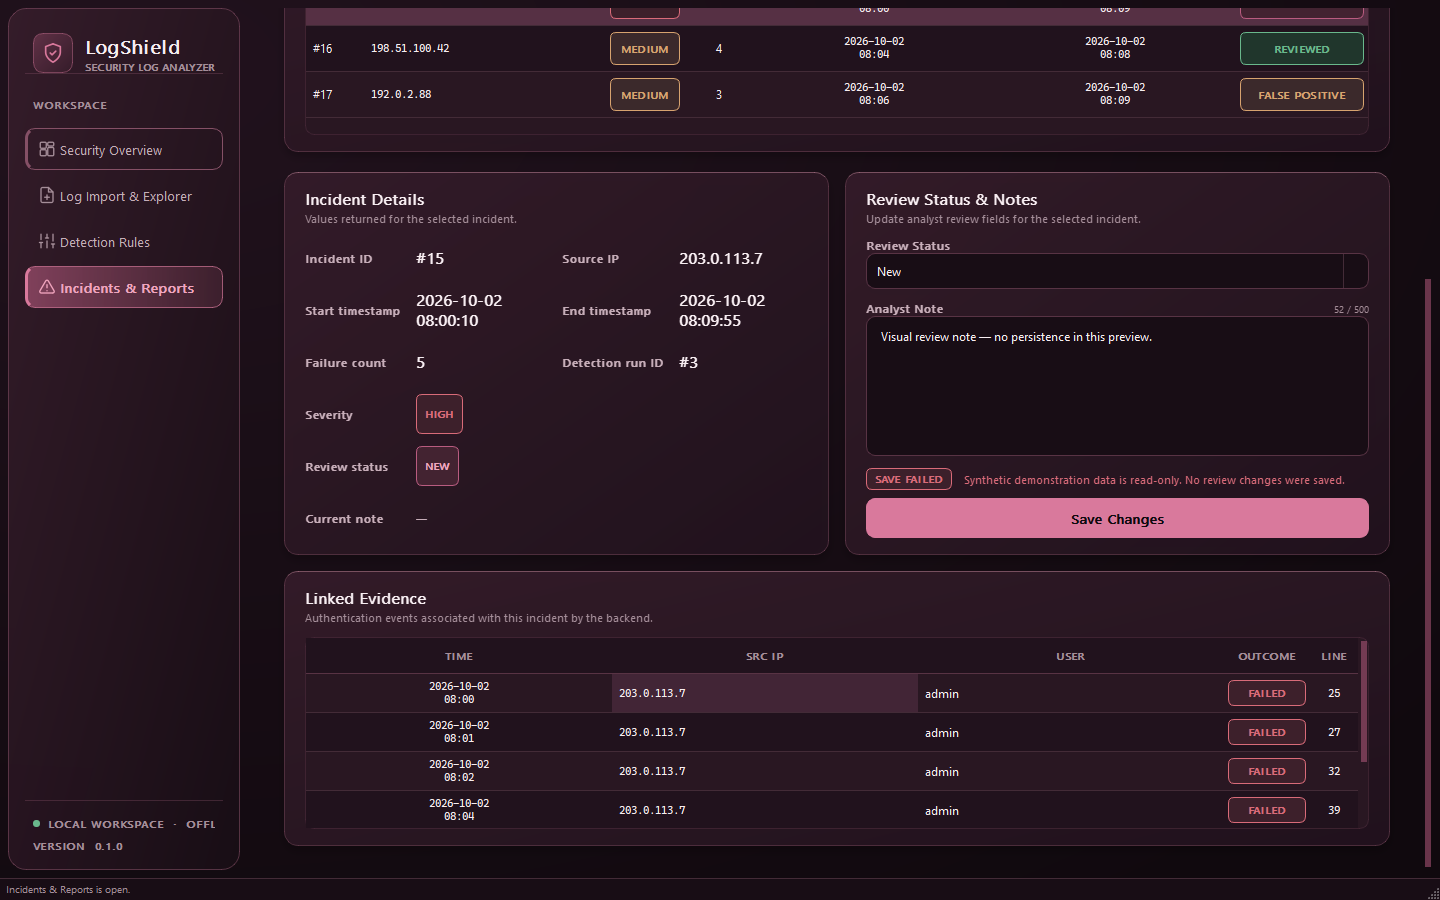 LogShield
SECURITY LOG ANALYZER
WORKSPACE
Security Overview
Log Import & Explorer
Detection Rules
Incidents & Reports
LOCAL WORKSPACE · OFFL
VERSION 0.1.0
08:00 08:09
#16 198.51.100.42 MEDIUM 4 2026-10-02 08:04 2026-10-02 08:08 REVIEWED
#17 192.0.2.88 MEDIUM 3 2026-10-02 08:06 2026-10-02 08:09 FALSE POSITIVE
Incident Details
Values returned for the selected incident.
Incident ID #15 Source IP 203.0.113.7
Start timestamp 2026-10-02 08:00:10 End timestamp 2026-10-02 08:09:55
Failure count 5 Detection run ID #3
Severity HIGH
Review status NEW
Current note —
Review Status & Notes
Update analyst review fields for the selected incident.
Review Status
New
Analyst Note 52 / 500
Visual review note — no persistence in this preview.
SAVE FAILED Synthetic demonstration data is read-only. No review changes were saved.
Save Changes
Linked Evidence
Authentication events associated with this incident by the backend.
TIME SRC IP USER OUTCOME LINE
2026-10-02 08:00 203.0.113.7 admin FAILED 25
2026-10-02 08:01 203.0.113.7 admin FAILED 27
2026-10-02 08:02 203.0.113.7 admin FAILED 32
2026-10-02 08:04 203.0.113.7 admin FAILED 39
Incidents & Reports is open.